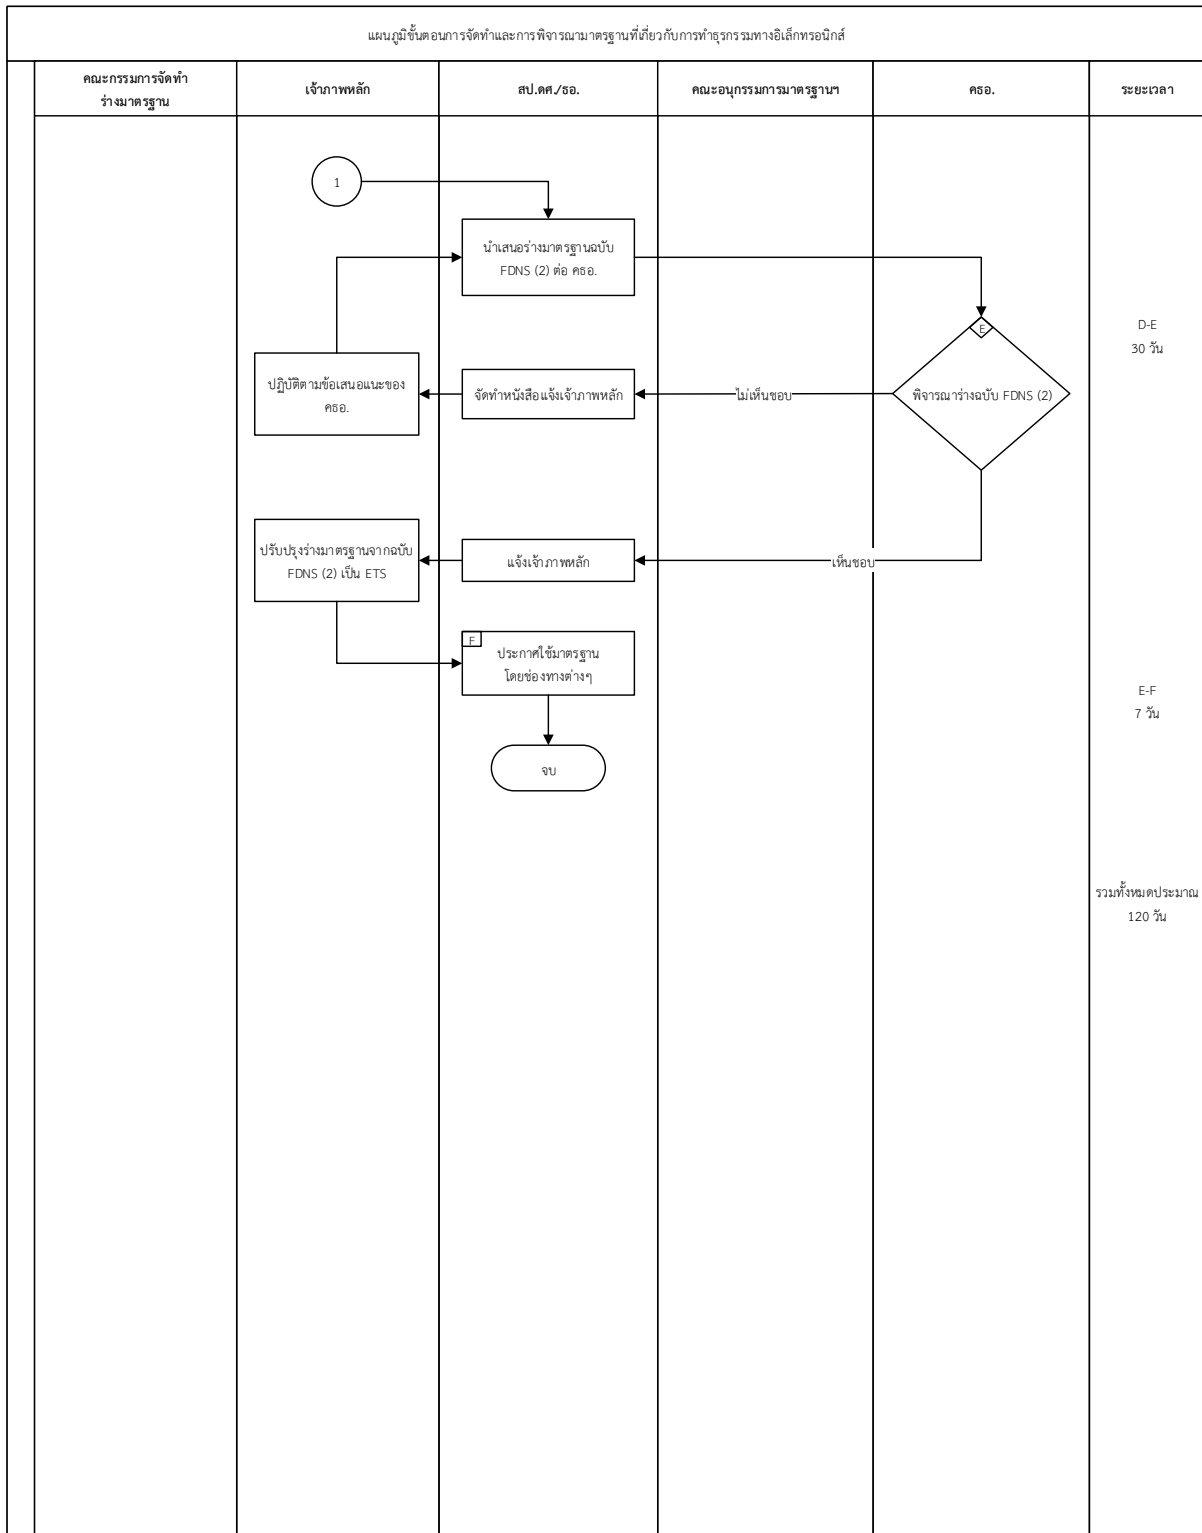 แผนภูมิขั้นตอนการจัดทำและการพิจารณามาตรฐานที่เกี่ยวกับการทำธุรกรรมทางอิเล็กทรอนิกส์
คณะกรรมการจัดทำ
ร่างมาตรฐาน
เจ้าภาพหลัก
สป.ดศ./ธอ.
คณะอนุกรรมการมาตรฐานฯ
คธอ.
ระยะเวลา
1
นำเสนอร่างมาตรฐานฉบับ
FDNS (2) ต่อ คธอ.
E
D-E
30 วัน
ปฏิบัติตามข้อเสนอแนะของ
คธอ.
จัดทำหนังสือแจ้งเจ้าภาพหลัก
ไม่เห็นชอบ
พิจารณาร่างฉบับ FDNS (2)
ปรับปรุงร่างมาตรฐานจากฉบับ
FDNS (2) เป็น ETS
แจ้งเจ้าภาพหลัก
เห็นชอบ
F
ประกาศใช้มาตรฐาน
โดยช่องทางต่างๆ
E-F
7 วัน
จบ
รวมทั้งหมดประมาณ
120 วัน